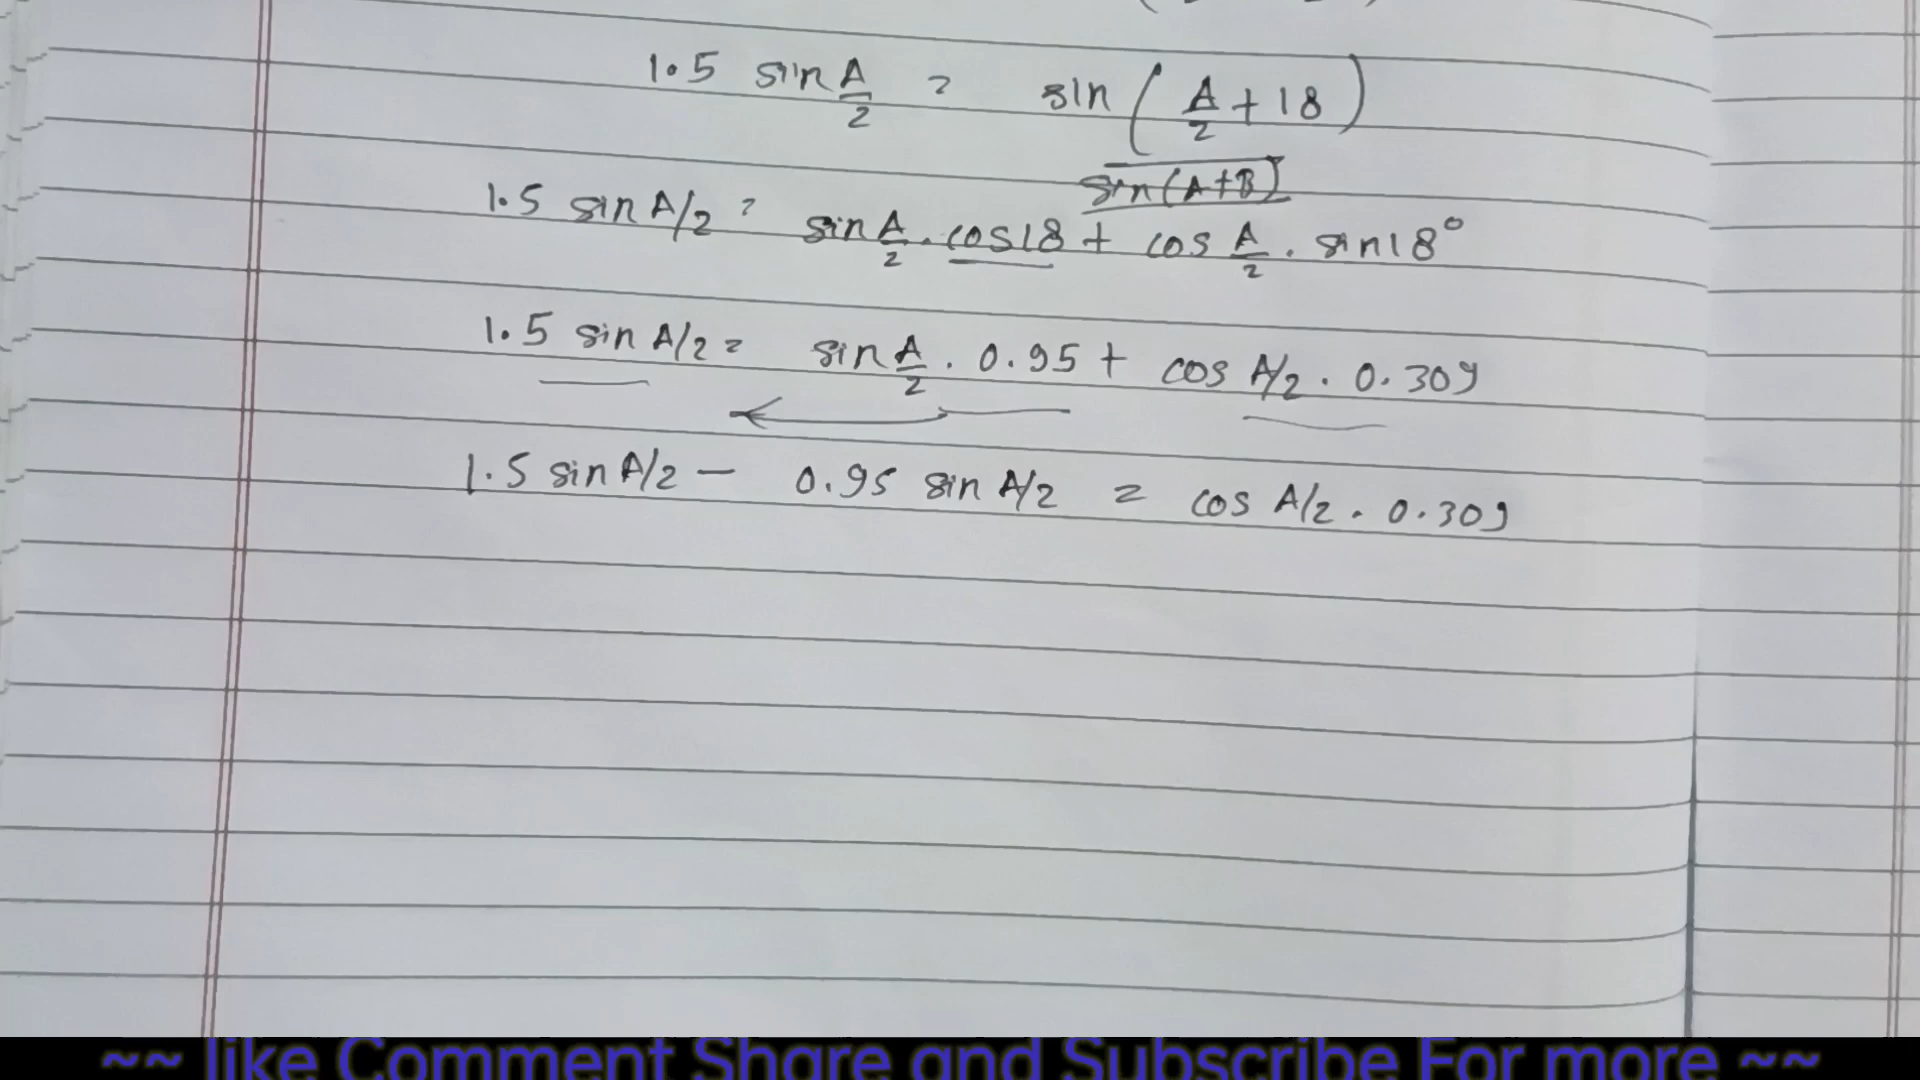 1.5 sin A/2 = sin (A/2 + 18)
sin(A+B)
1.5 sin A/2 = sin A/2 . cos18 + cos A/2 . sin18°
1.5 sin A/2 = sin A/2 . 0.95 + cos A/2 . 0.309
1.5 sin A/2 - 0.95 sin A/2 = cos A/2 . 0.309
~~ like Comment Share and Subscribe For more ~~